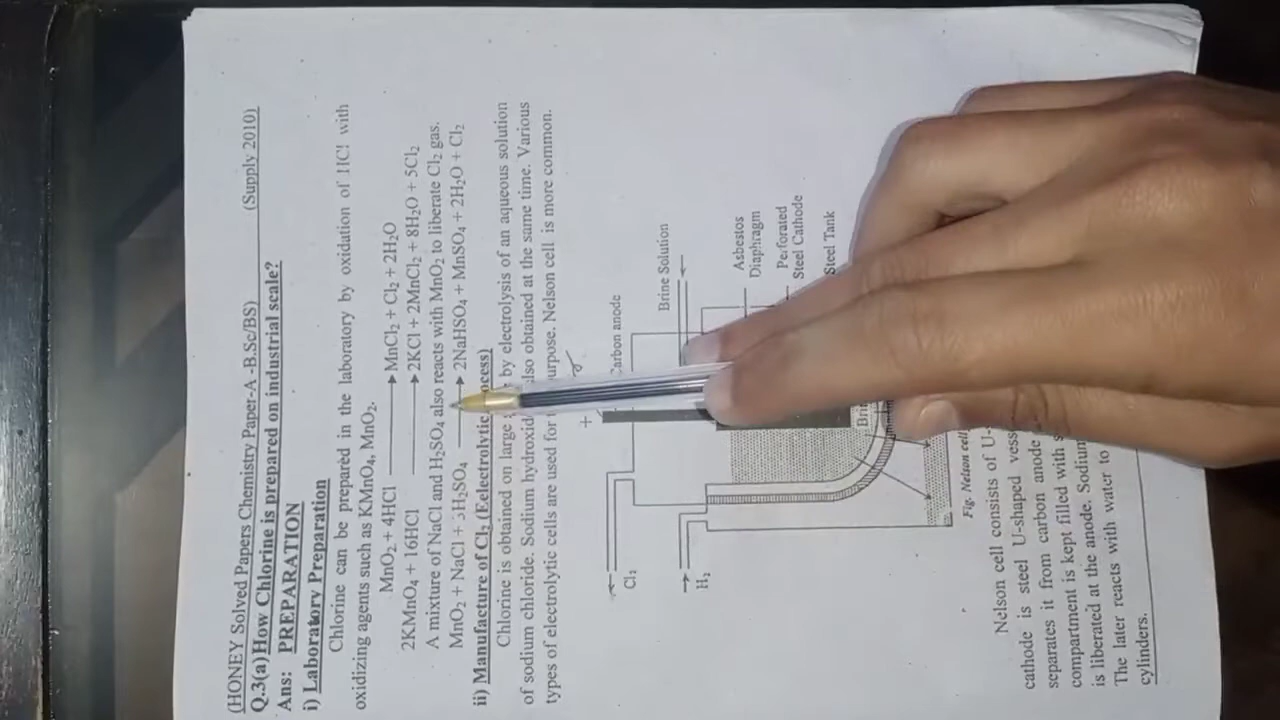 (HONEY Solved Papers Chemistry Paper-A -B.Sc/BS) (Supply 2010)
Q.3(a) How Chlorine is prepared on industrial scale?
Ans: PREPARATION
i) Laboratory Preparation
Chlorine can be prepared in the laboratory by oxidation of HCl with
oxidizing agents such as KMnO₄, MnO₂.
MnO₂ + 4HCl → MnCl₂ + Cl₂ + 2H₂O
2KMnO₄ + 16HCl → 2KCl + 2MnCl₂ + 8H₂O + 5Cl₂
A mixture of NaCl and H₂SO₄ also reacts with MnO₂ to liberate Cl₂ gas.
MnO₂ + NaCl + 3H₂SO₄ → 2NaHSO₄ + MnSO₄ + 2H₂O + Cl₂
ii) Manufacture of Cl₂ (Eelectrolytic ocess)
Chlorine is obtained on large by electrolysis of an aqueous solution
of sodium chloride. Sodium hydroxid lso obtained at the same time. Various
types of electrolytic cells are used for urpose. Nelson cell is more common.
+
Carbon anode
Cl₂
Brine Solution
H₂
Asbestos
Diaphragm
Perforated
Steel Cathode
Steel Tank
Fig. Nelson cell
Nelson cell consists of U-
cathode is steel U-shaped vess
separates it from carbon anode
compartment is kept filled with s
is liberated at the anode. Sodium
The later reacts with water to
cylinders.